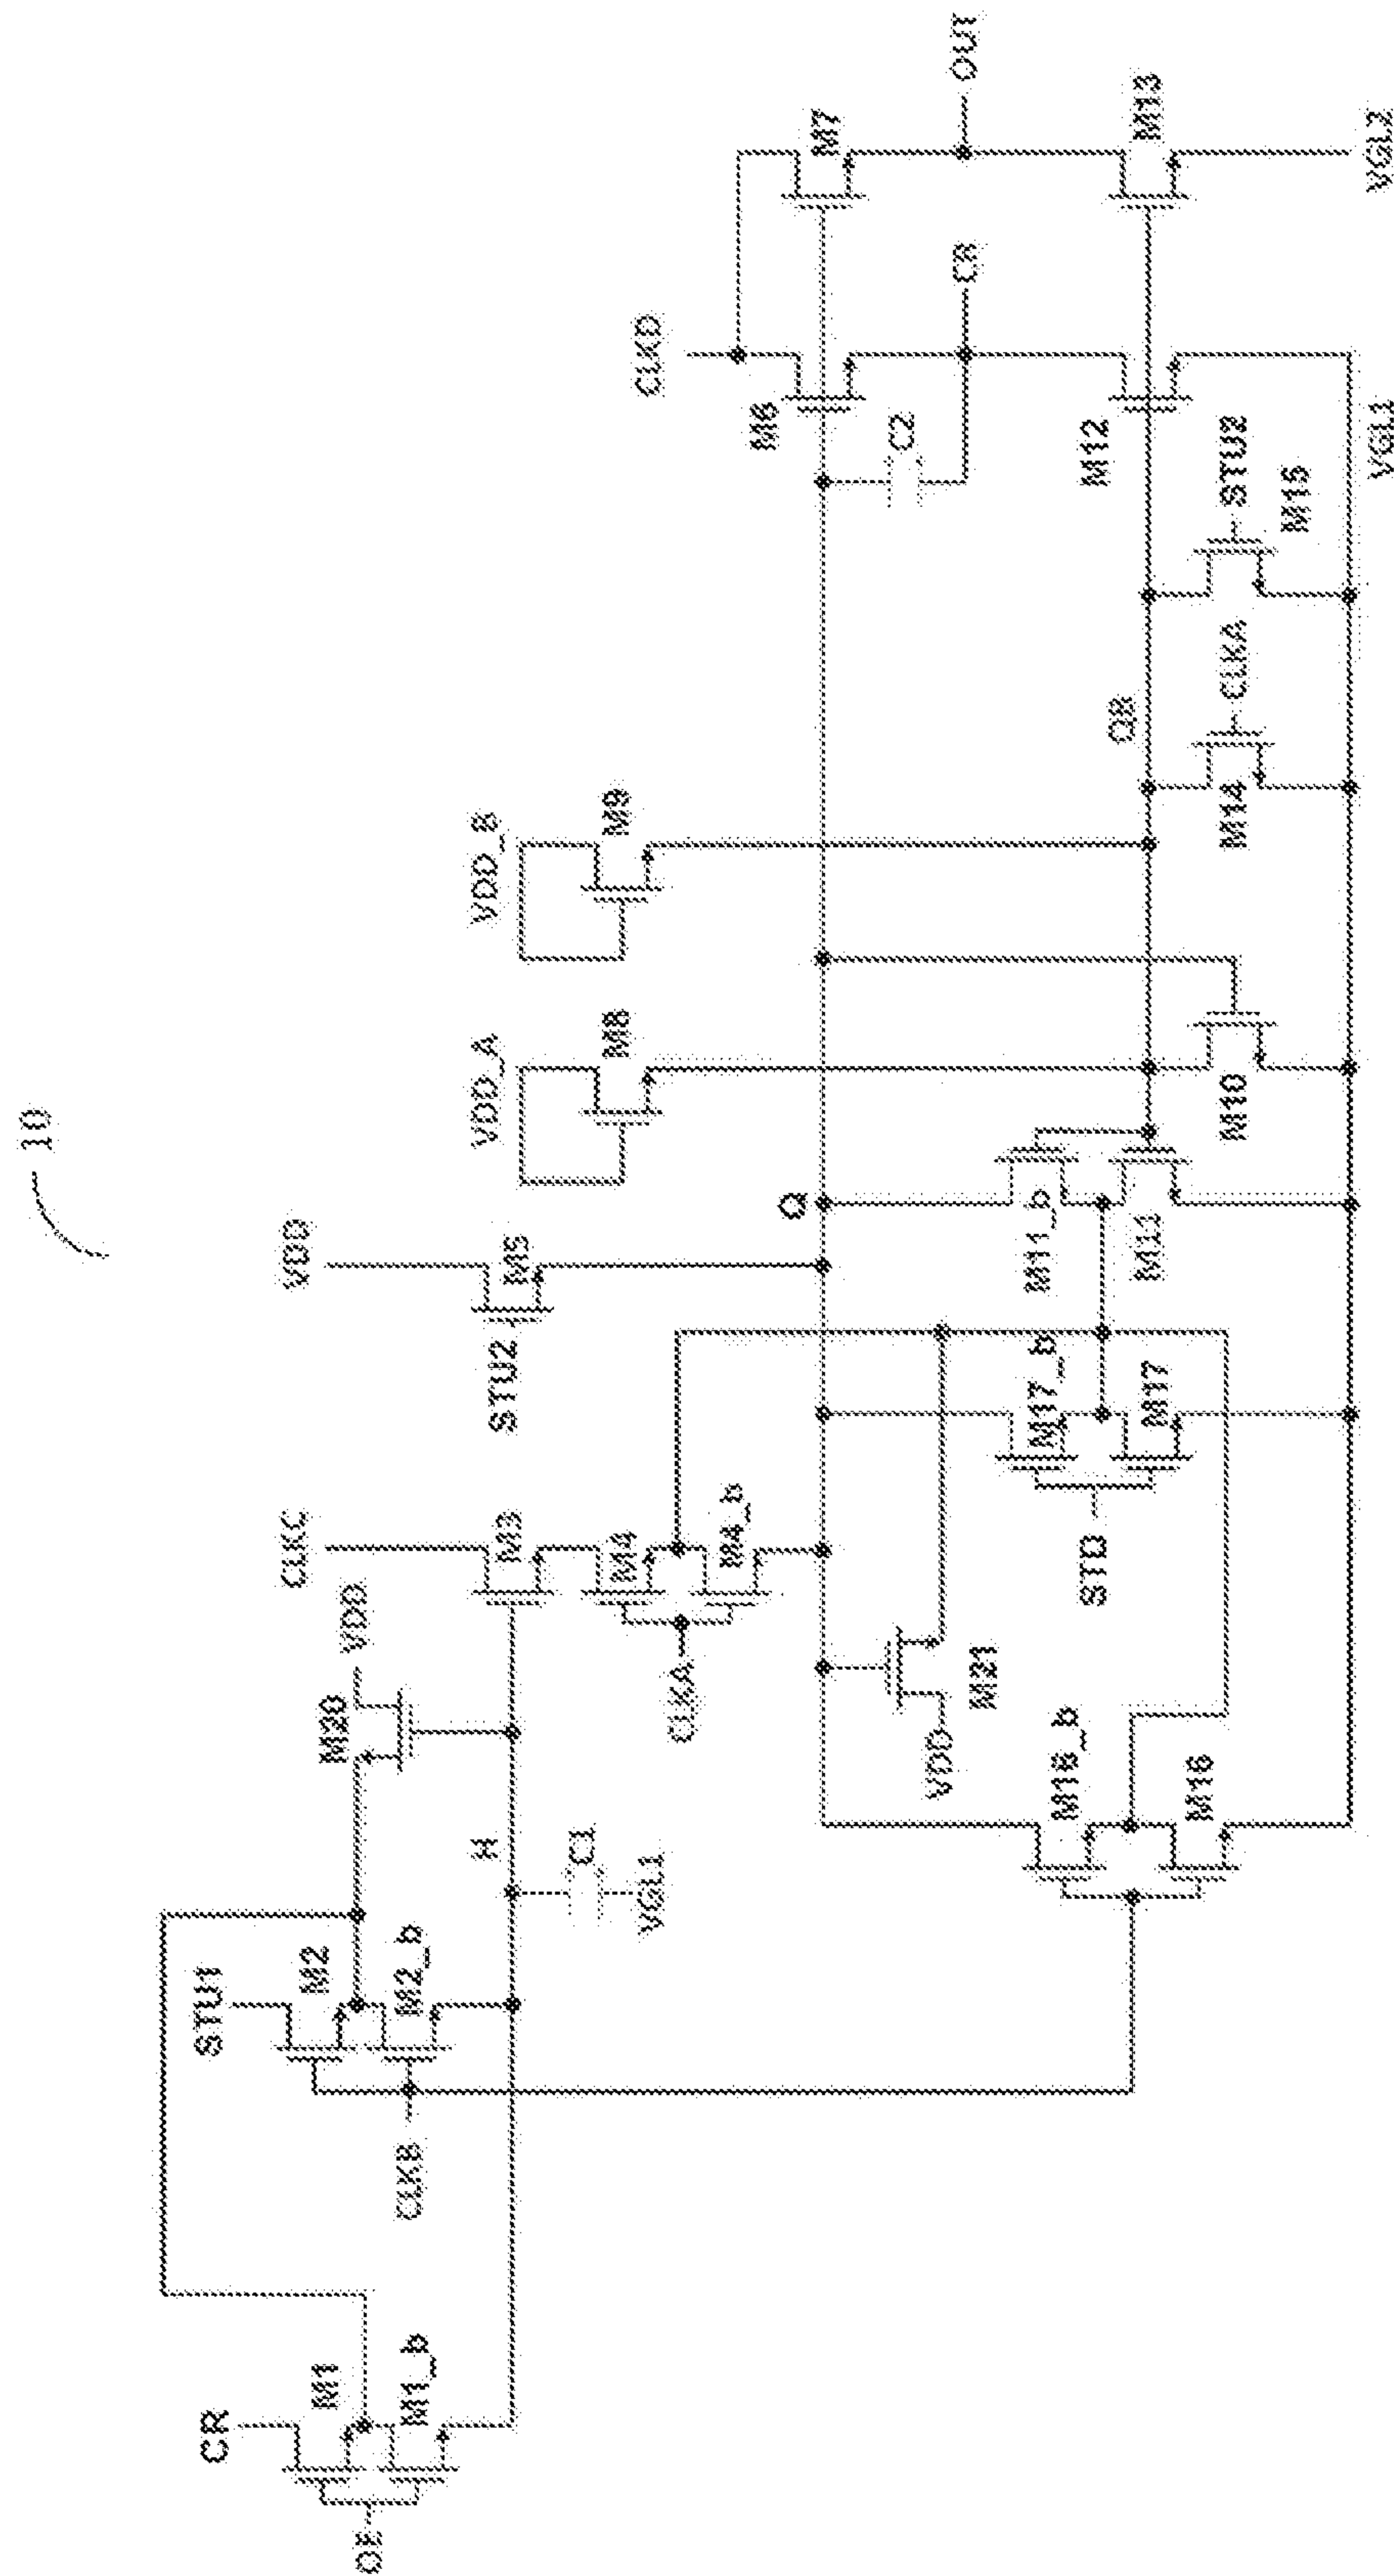 10
CR
M1
M1_b
OE
STU1
M2
M2_b
CLKB
M20
VDD
H
C1
VGL1
CLKC
M3
M4
M4_b
CLKA
VDD
M5
STU2
VDD_A
M8
VDD_B
M9
Q
M21
VDD
M16_b
M16
M17_b
M17
STD
M11_b
M11
M10
QB
M14
CLKA
STU2
M15
CLKD
M6
M7
C2
CR
OUT
M12
M13
VGL1
VGL2